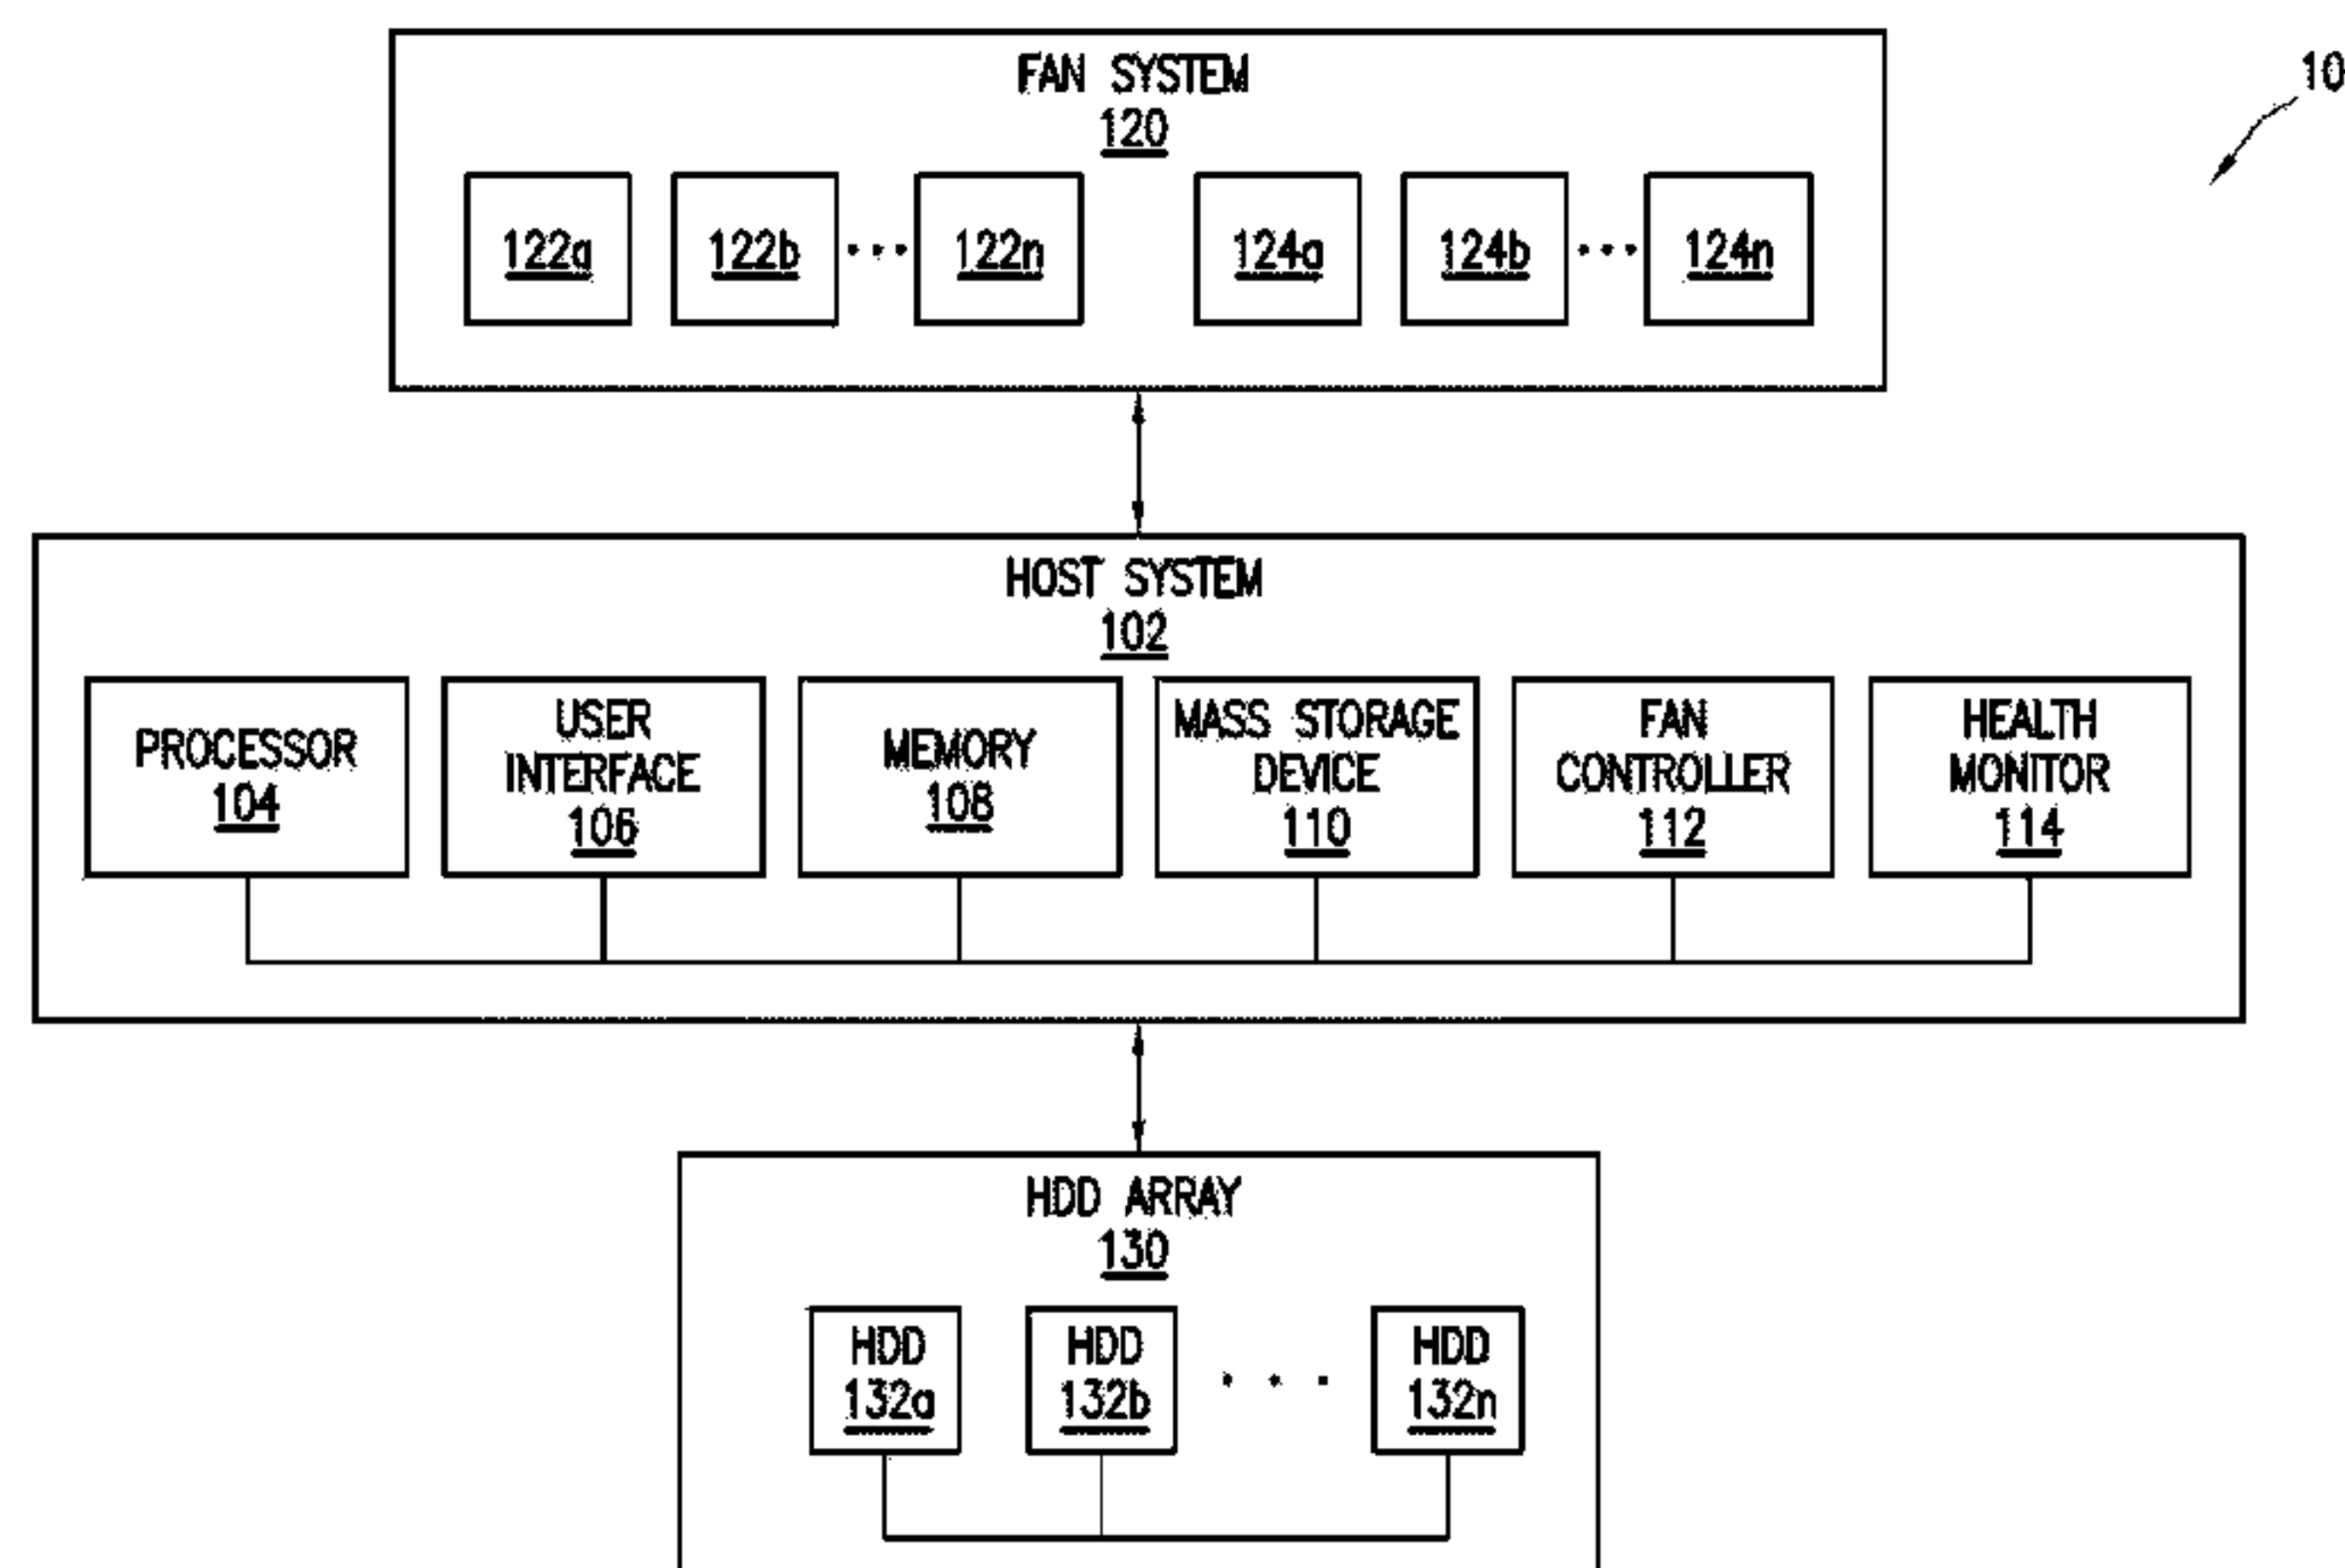 FAN SYSTEM
120
10
122a 122b ... 122n 124a 124b ... 124n
HOST SYSTEM
102
PROCESSOR
104
USER
INTERFACE
106
MEMORY
108
MASS STORAGE
DEVICE
110
FAN
CONTROLLER
112
HEALTH
MONITOR
114
HDD ARRAY
130
HDD
132a
HDD
132b
. . .
HDD
132n